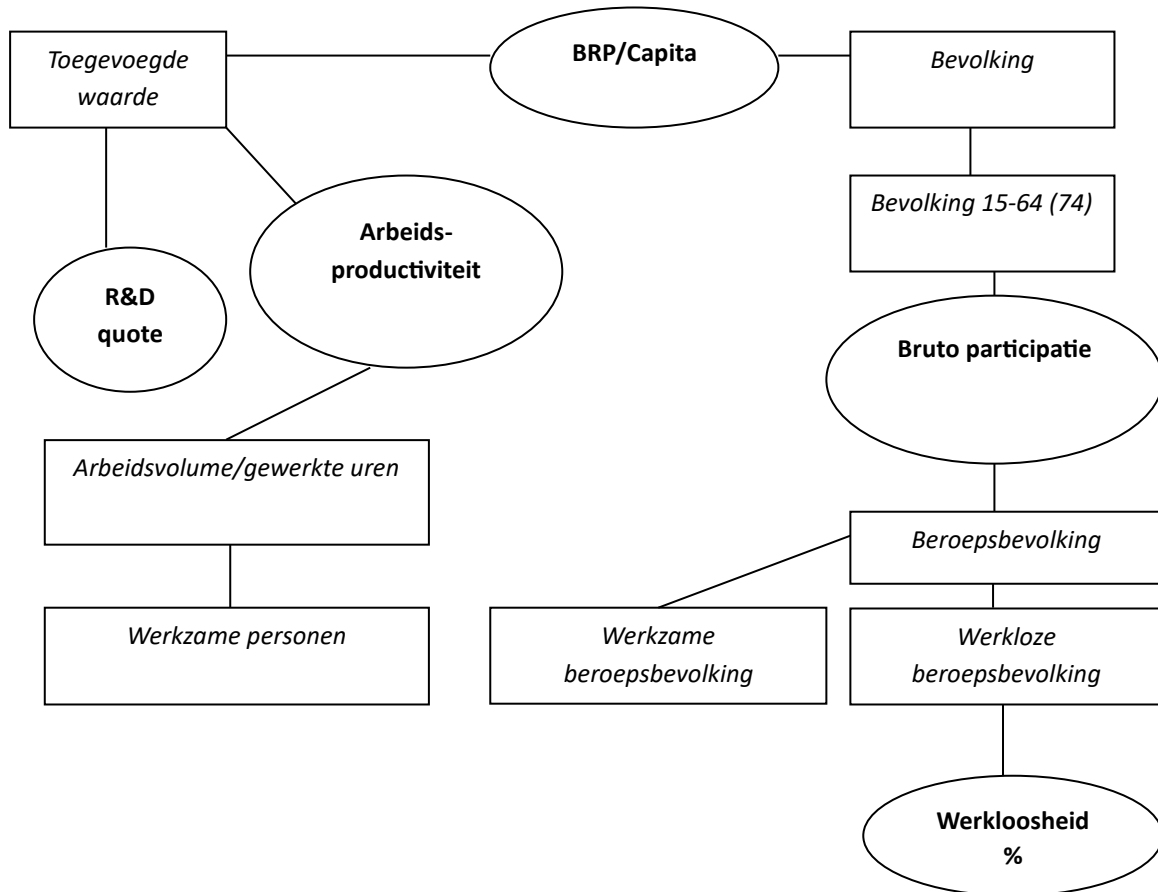 Toegevoegde
waarde
BRP/Capita
Bevolking
Bevolking 15-64 (74)
Arbeids-
productiviteit
R&D
quote
Bruto participatie
Arbeidsvolume/gewerkte uren
Beroepsbevolking
Werkzame personen
Werkzame
beroepsbevolking
Werkloze
beroepsbevolking
Werkloosheid
%